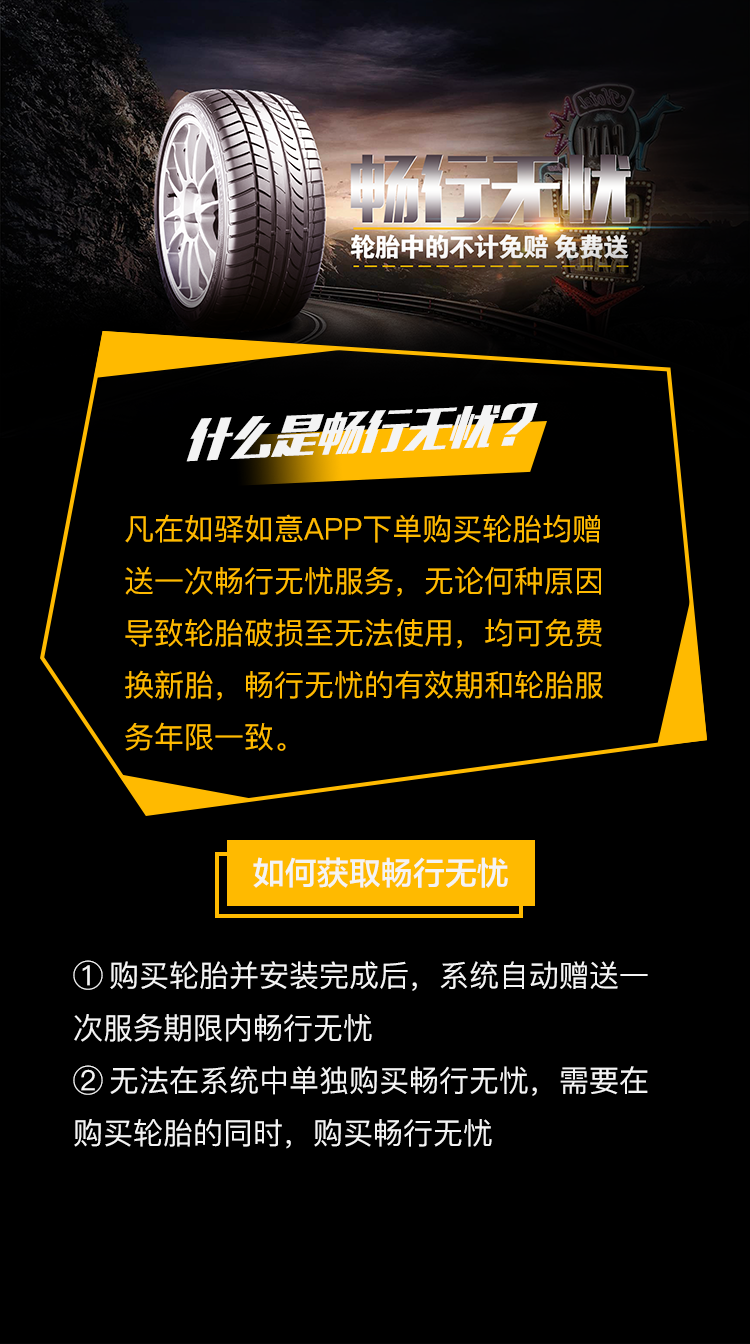 畅行无忧
轮胎中的不计免赔 免费送
什么是畅行无忧?
凡在如驿如意APP下单购买轮胎均赠
送一次畅行无忧服务，无论何种原因
导致轮胎破损至无法使用，均可免费
换新胎，畅行无忧的有效期和轮胎服
务年限一致。
如何获取畅行无忧
① 购买轮胎并安装完成后，系统自动赠送一
次服务期限内畅行无忧
② 无法在系统中单独购买畅行无忧，需要在
购买轮胎的同时，购买畅行无忧